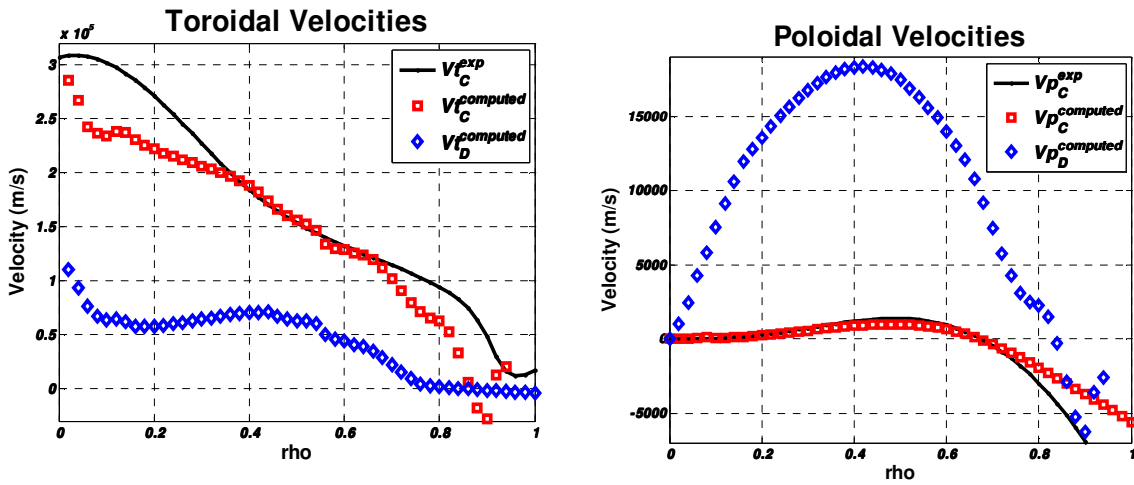 Toroidal Velocities
x 10⁵
3
2.5
2
1.5
1
0.5
0
0 0.2 0.4 0.6 0.8 1
Velocity (m/s)
rho
Vt_C^exp
Vt_C^computed
Vt_D^computed
Poloidal Velocities
15000
10000
5000
0
-5000
0 0.2 0.4 0.6 0.8 1
Velocity (m/s)
rho
Vp_C^exp
Vp_C^computed
Vp_D^computed